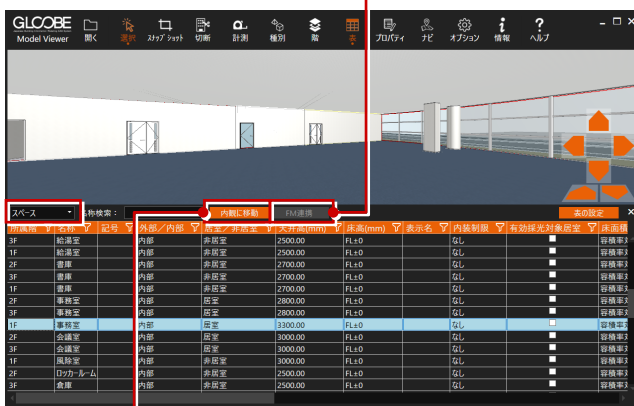 GLOOBE
Model Viewer
開く 選択 スナップショット 切断 計測 種別 階 表 プロパティ ナビ オプション 情報 ヘルプ
スペース 名称検索： 内観に移動 FM連携 表の設定
所属階 名称 記号 外部／内部 居室／非居室 天井高(mm) 床高(mm) 表示名 内装制限 有効採光対象居室 床面積
3F 給湯室 内部 非居室 2500.00 FL±0 なし 容積率対
1F 給湯室 内部 非居室 2500.00 FL±0 なし 容積率対
2F 書庫 内部 非居室 2700.00 FL±0 なし 容積率対
3F 書庫 内部 非居室 2700.00 FL±0 なし 容積率対
1F 書庫 内部 非居室 2700.00 FL±0 なし 容積率対
2F 事務室 内部 居室 2800.00 FL±0 なし 容積率対
3F 事務室 内部 居室 2800.00 FL±0 なし 容積率対
1F 事務室 内部 居室 3300.00 FL±0 なし 容積率対
2F 会議室 内部 居室 3000.00 FL±0 なし 容積率対
3F 会議室 内部 居室 3000.00 FL±0 なし 容積率対
1F 風除室 内部 非居室 3000.00 FL±0 なし 容積率対
2F ロッカールーム 内部 非居室 2500.00 FL±0 なし 容積率対
3F 倉庫 内部 非居室 2500.00 FL±0 なし 容積率対